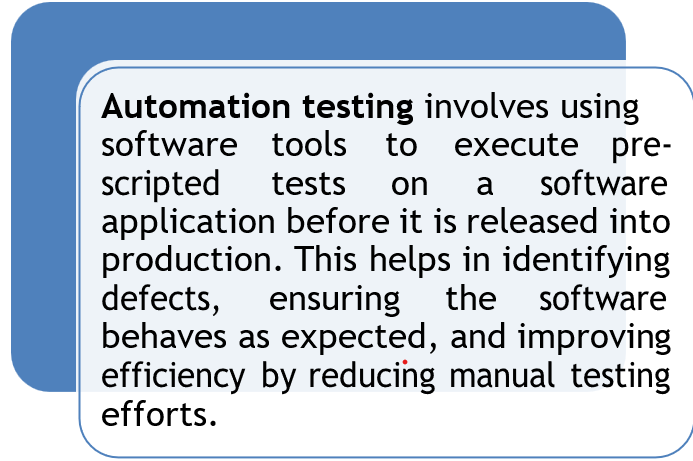 Automation testing involves using
software tools to execute pre-
scripted tests on a software
application before it is released into
production. This helps in identifying
defects, ensuring the software
behaves as expected, and improving
efficiency by reducing manual testing
efforts.